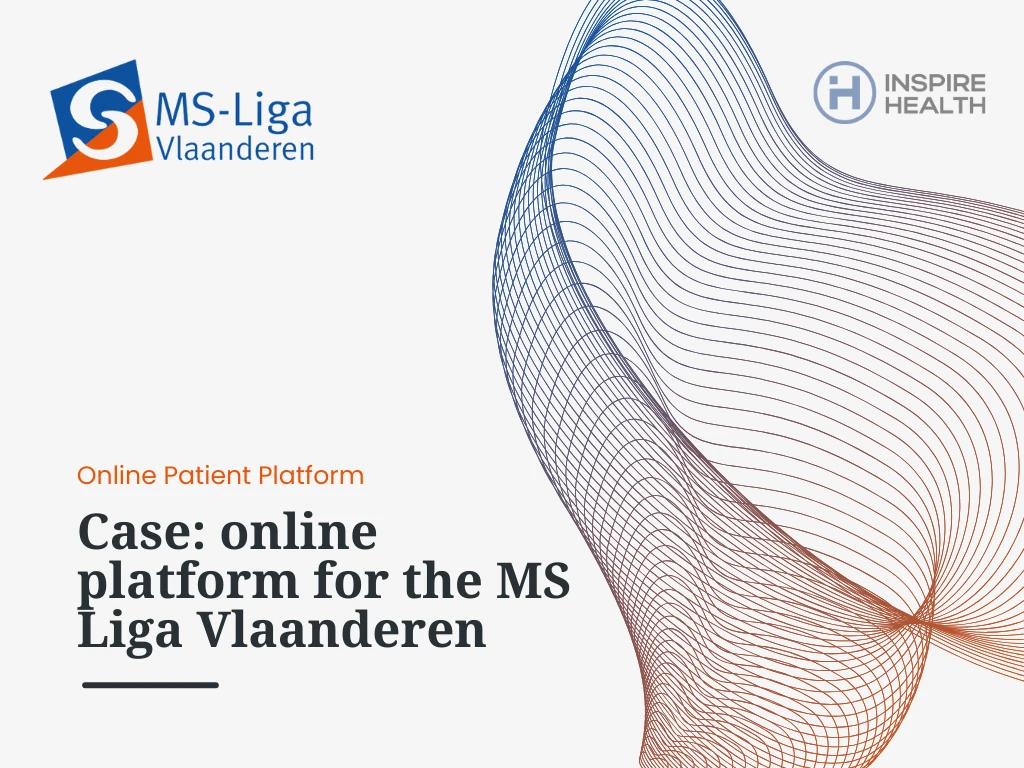 MS-Liga
Vlaanderen
INSPIRE
HEALTH
Online Patient Platform
Case: online
platform for the MS
Liga Vlaanderen